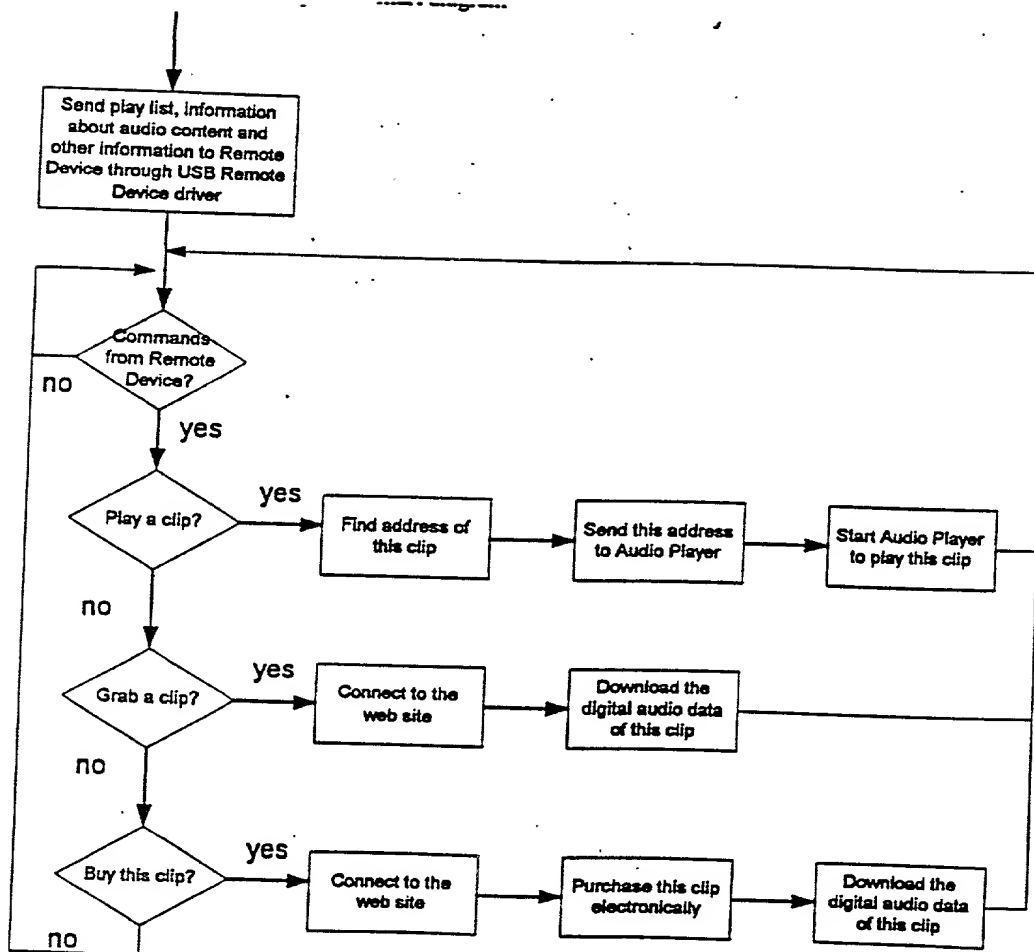 Send play list, information
about audio content and
other information to Remote
Device through USB Remote
Device driver
Commands
from Remote
Device?
no
yes
Play a clip?
yes
Find address of
this clip
Send this address
to Audio Player
Start Audio Player
to play this clip
no
Grab a clip?
yes
Connect to the
web site
Download the
digital audio data
of this clip
no
Buy this clip?
yes
Connect to the
web site
Purchase this clip
electronically
Download the
digital audio data
of this clip
no